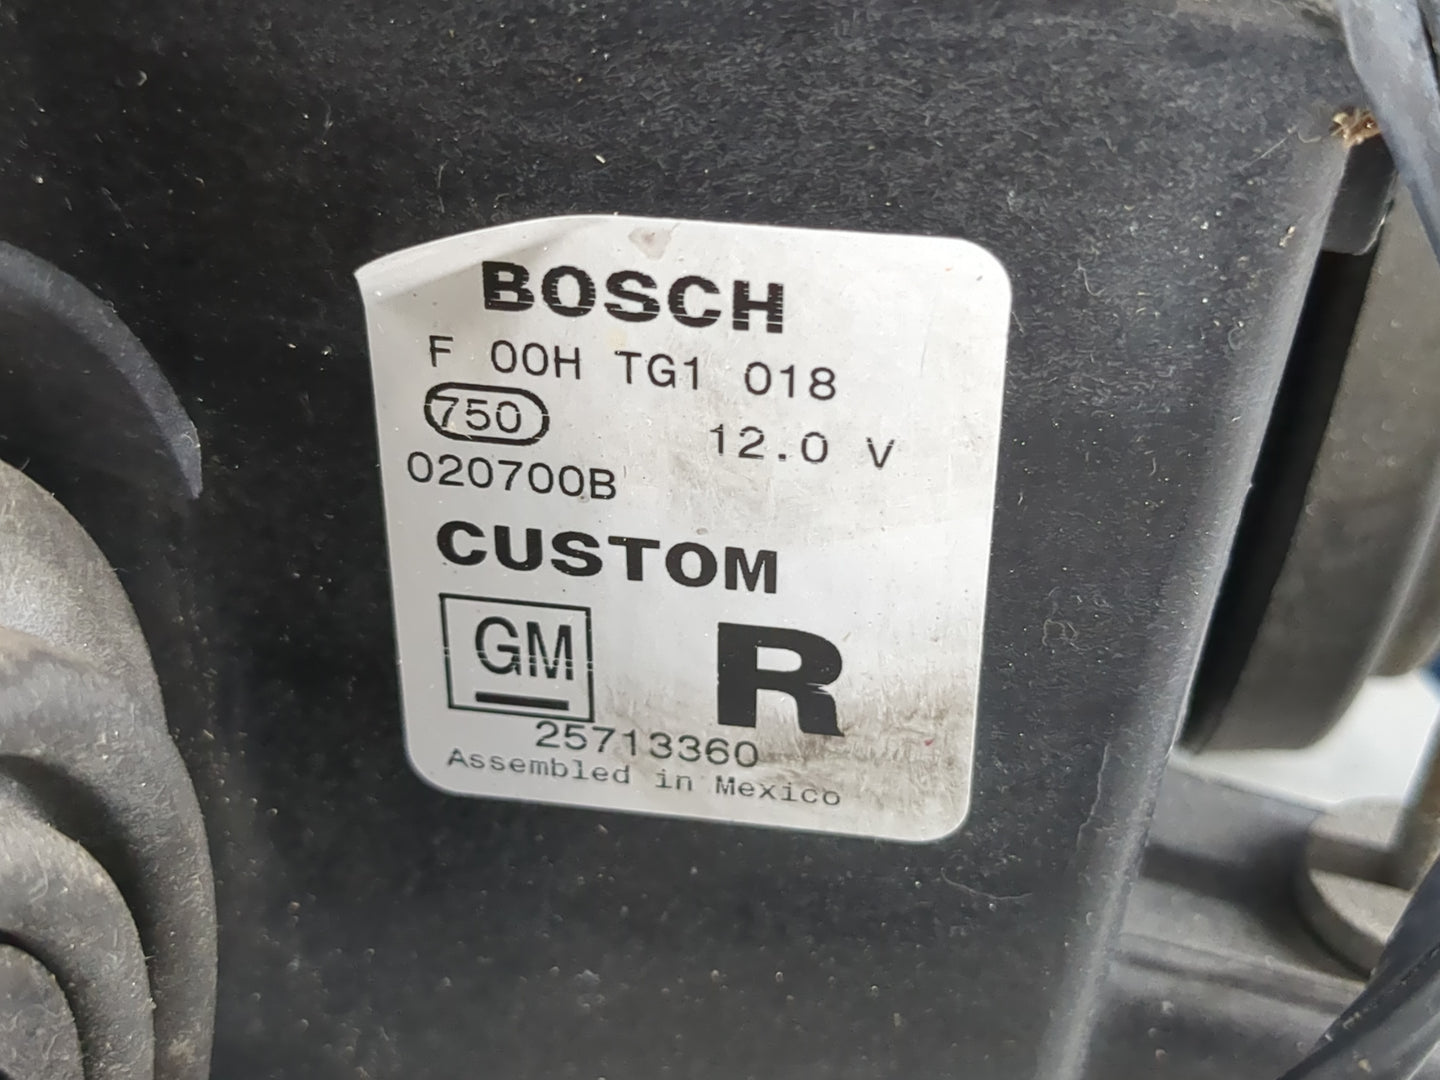 BOSCH
F 00H TG1 018
750 12.0 V
020700B
CUSTOM
GM R
25713360
Assembled in Mexico